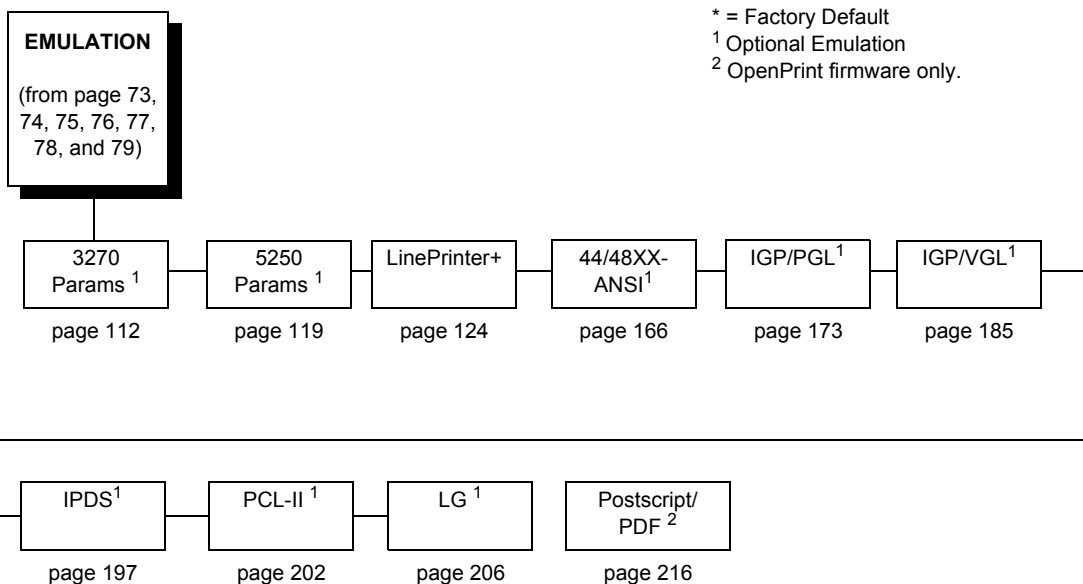 * = Factory Default
1 Optional Emulation
2 OpenPrint firmware only.
EMULATION
(from page 73,
74, 75, 76, 77,
78, and 79)
3270
Params 1
page 112
5250
Params 1
page 119
LinePrinter+
page 124
44/48XX-
ANSI1
page 166
IGP/PGL1
page 173
IGP/VGL1
page 185
IPDS1
page 197
PCL-II 1
page 202
LG 1
page 206
Postscript/
PDF 2
page 216